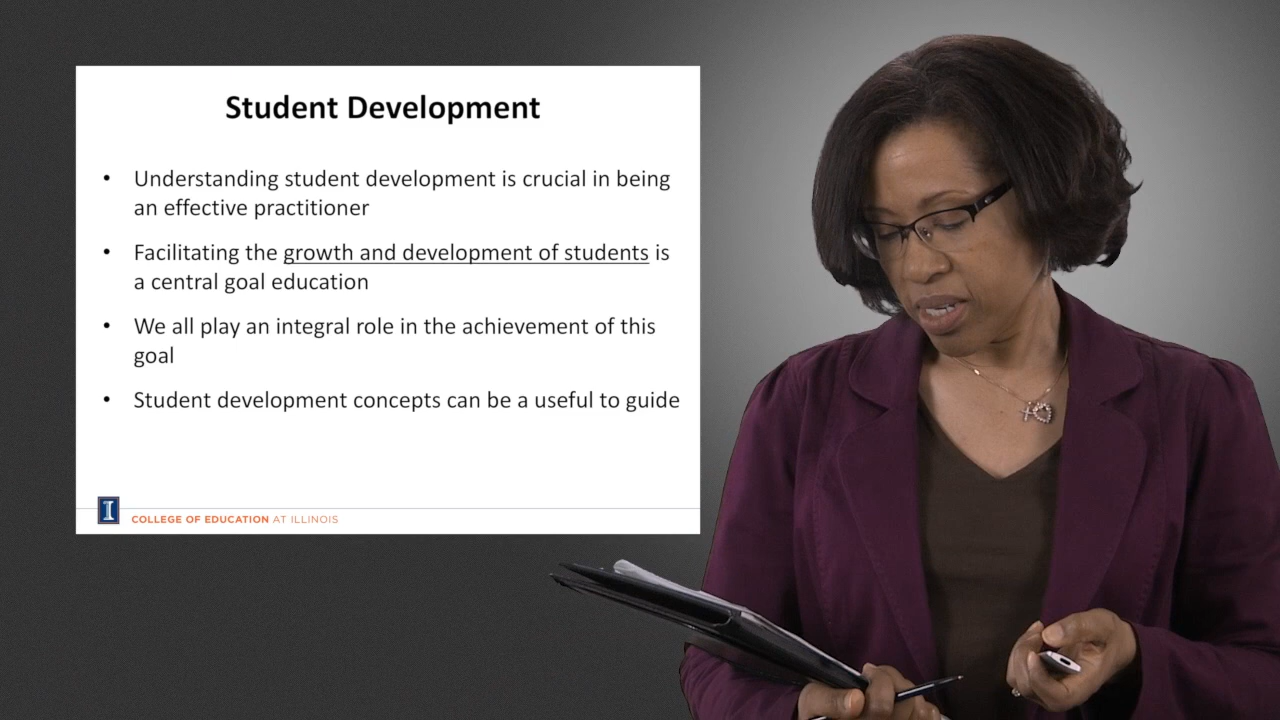 Student Development
• Understanding student development is crucial in being
an effective practitioner
• Facilitating the growth and development of students is
a central goal education
• We all play an integral role in the achievement of this
goal
• Student development concepts can be a useful to guide
I
COLLEGE OF EDUCATION AT ILLINOIS